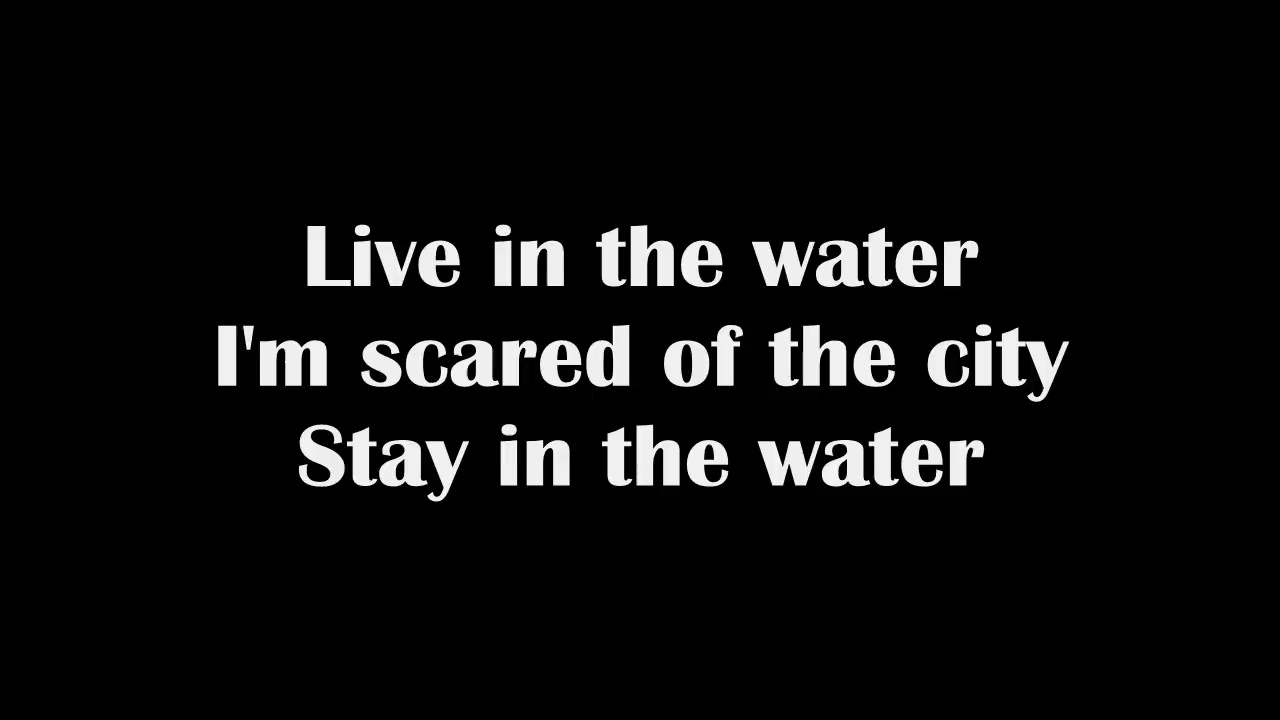 Live in the water
I'm scared of the city
Stay in the water